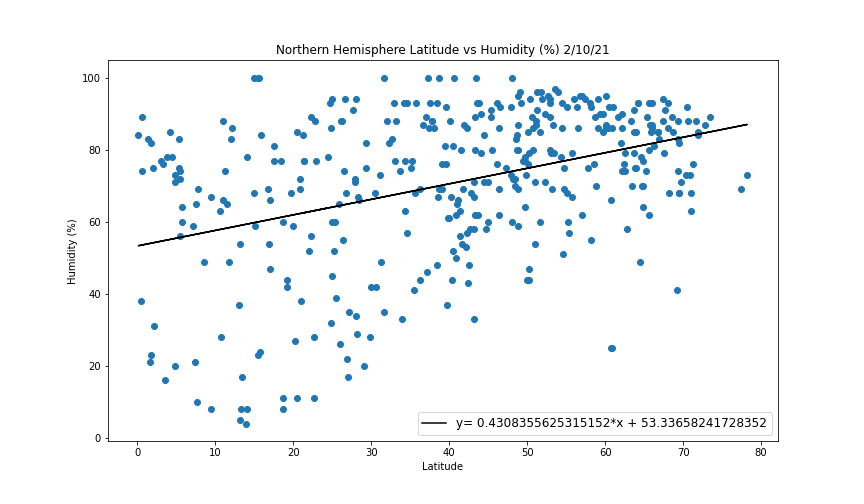 Northern Hemisphere Latitude vs Humidity (%) 2/10/21
Humidity (%)
100
80
60
40
20
0
y= 0.4308355625315152*x + 53.33658241728352
0 10 20 30 40 50 60 70 80
Latitude